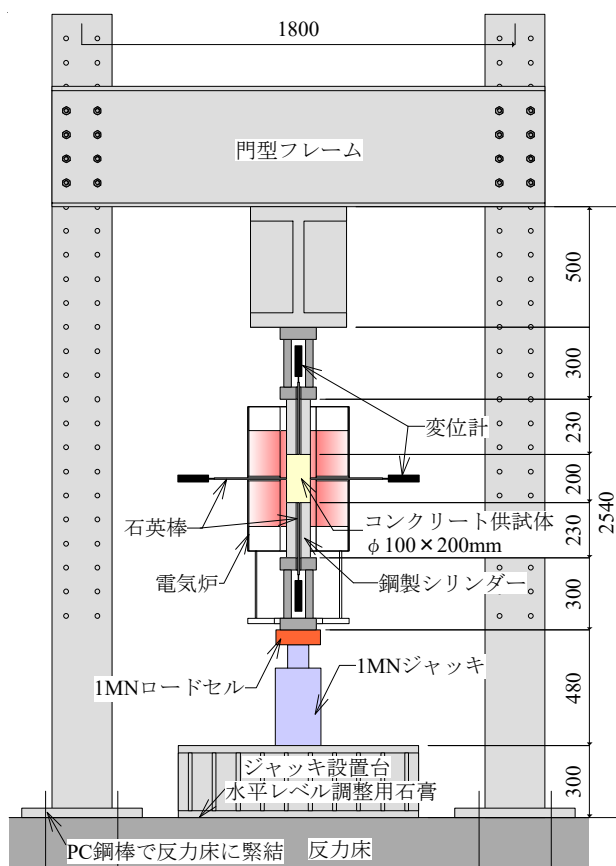 1800
門型フレーム
500
300
230
変位計
200
2540
石英棒
コンクリート供試体
φ100×200mm
230
電気炉
鋼製シリンダー
300
1MNロードセル
1MNジャッキ
480
ジャッキ設置台
水平レベル調整用石膏
300
PC鋼棒で反力床に緊結
反力床